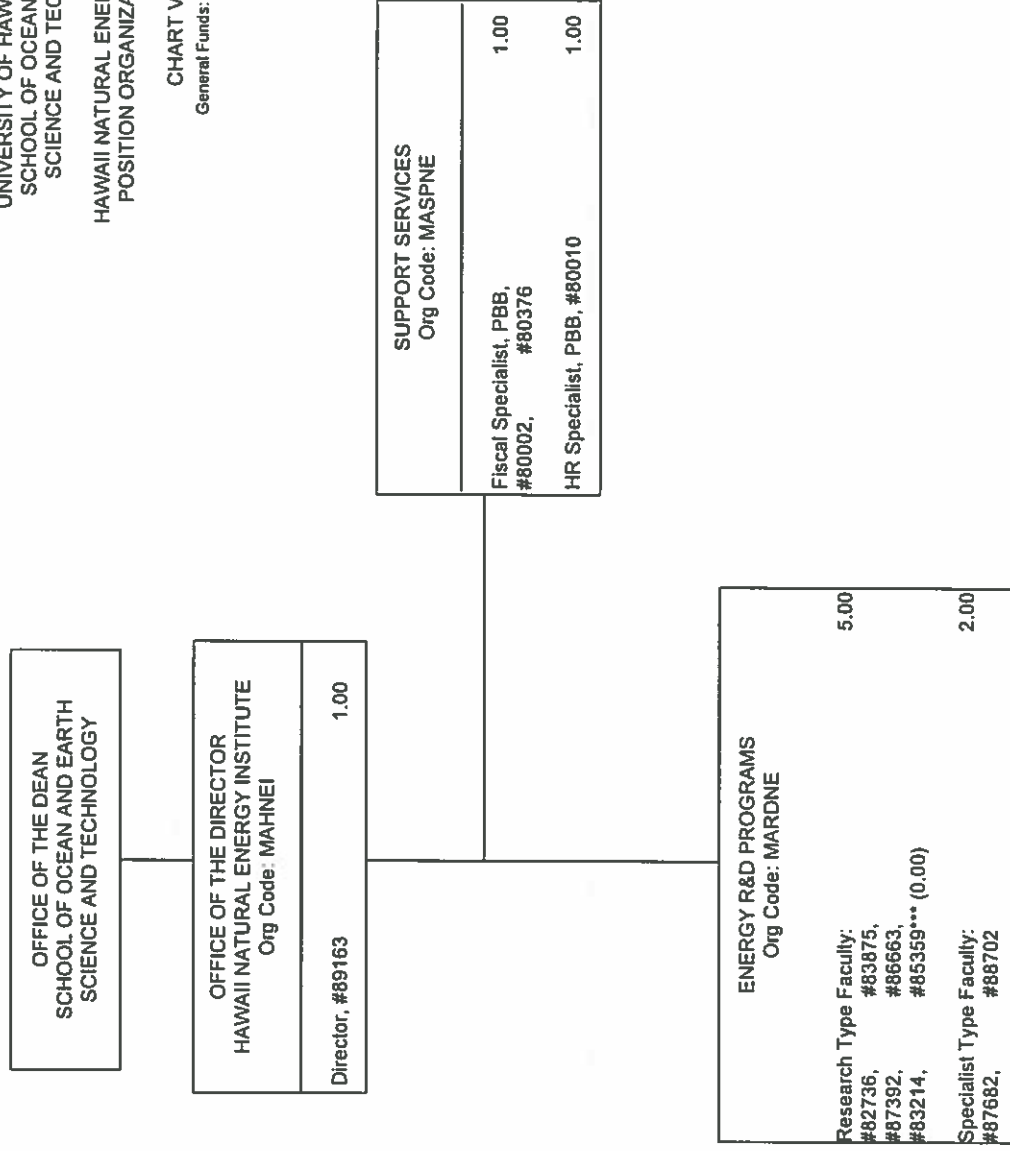 UNIVERSITY OF HAW
SCHOOL OF OCEAN
SCIENCE AND TEC
HAWAII NATURAL ENE
POSITION ORGANIZA
CHART V
General Funds:
OFFICE OF THE DEAN
SCHOOL OF OCEAN AND EARTH
SCIENCE AND TECHNOLOGY
OFFICE OF THE DIRECTOR
HAWAII NATURAL ENERGY INSTITUTE
Org Code: MAHNEI
Director, #89163 1.00
SUPPORT SERVICES
Org Code: MASPNE
Fiscal Specialist, PBB, 1.00
#80002, #80376
HR Specialist, PBB, #80010 1.00
ENERGY R&D PROGRAMS
Org Code: MARDNE
Research Type Faculty: 5.00
#82736, #83875,
#87392, #86663,
#83214, #85359*** (0.00)
Specialist Type Faculty: 2.00
#87682, #88702